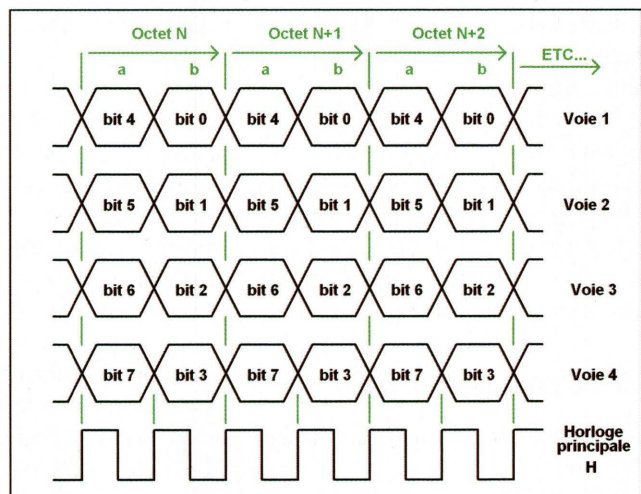 Octet N Octet N+1 Octet N+2
ETC...
a b a b a b
bit 4 bit 0 bit 4 bit 0 bit 4 bit 0 Voie 1
bit 5 bit 1 bit 5 bit 1 bit 5 bit 1 Voie 2
bit 6 bit 2 bit 6 bit 2 bit 6 bit 2 Voie 3
bit 7 bit 3 bit 7 bit 3 bit 7 bit 3 Voie 4
Horloge
principale
H